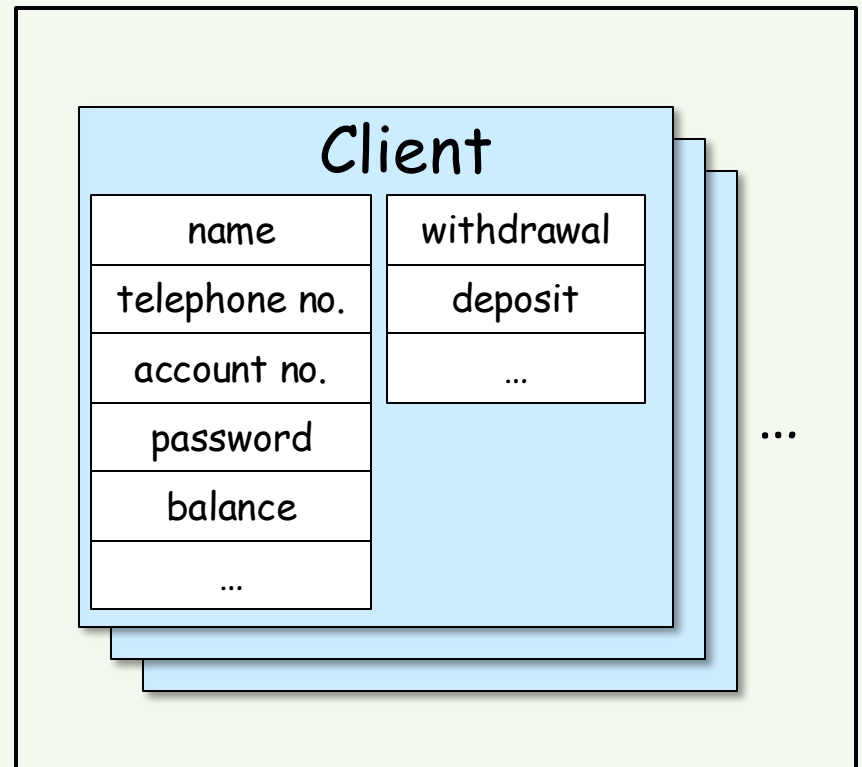 Client
name
telephone no.
account no.
password
balance
...
withdrawal
deposit
...
...